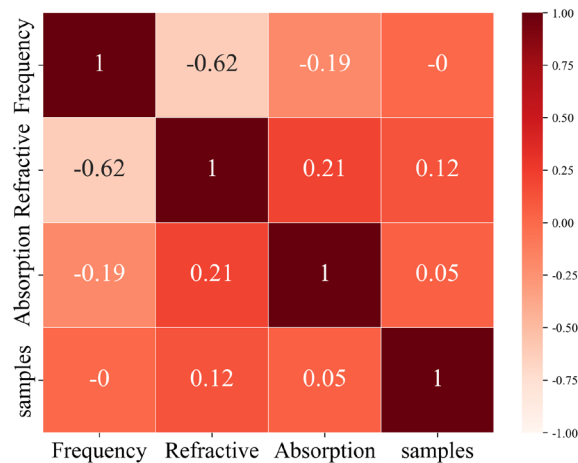 Frequency 1 -0.62 -0.19 -0
Refractive -0.62 1 0.21 0.12
Absorption -0.19 0.21 1 0.05
samples -0 0.12 0.05 1
Frequency Refractive Absorption samples
1.00
0.75
0.50
0.25
0.00
-0.25
-0.50
-0.75
-1.00